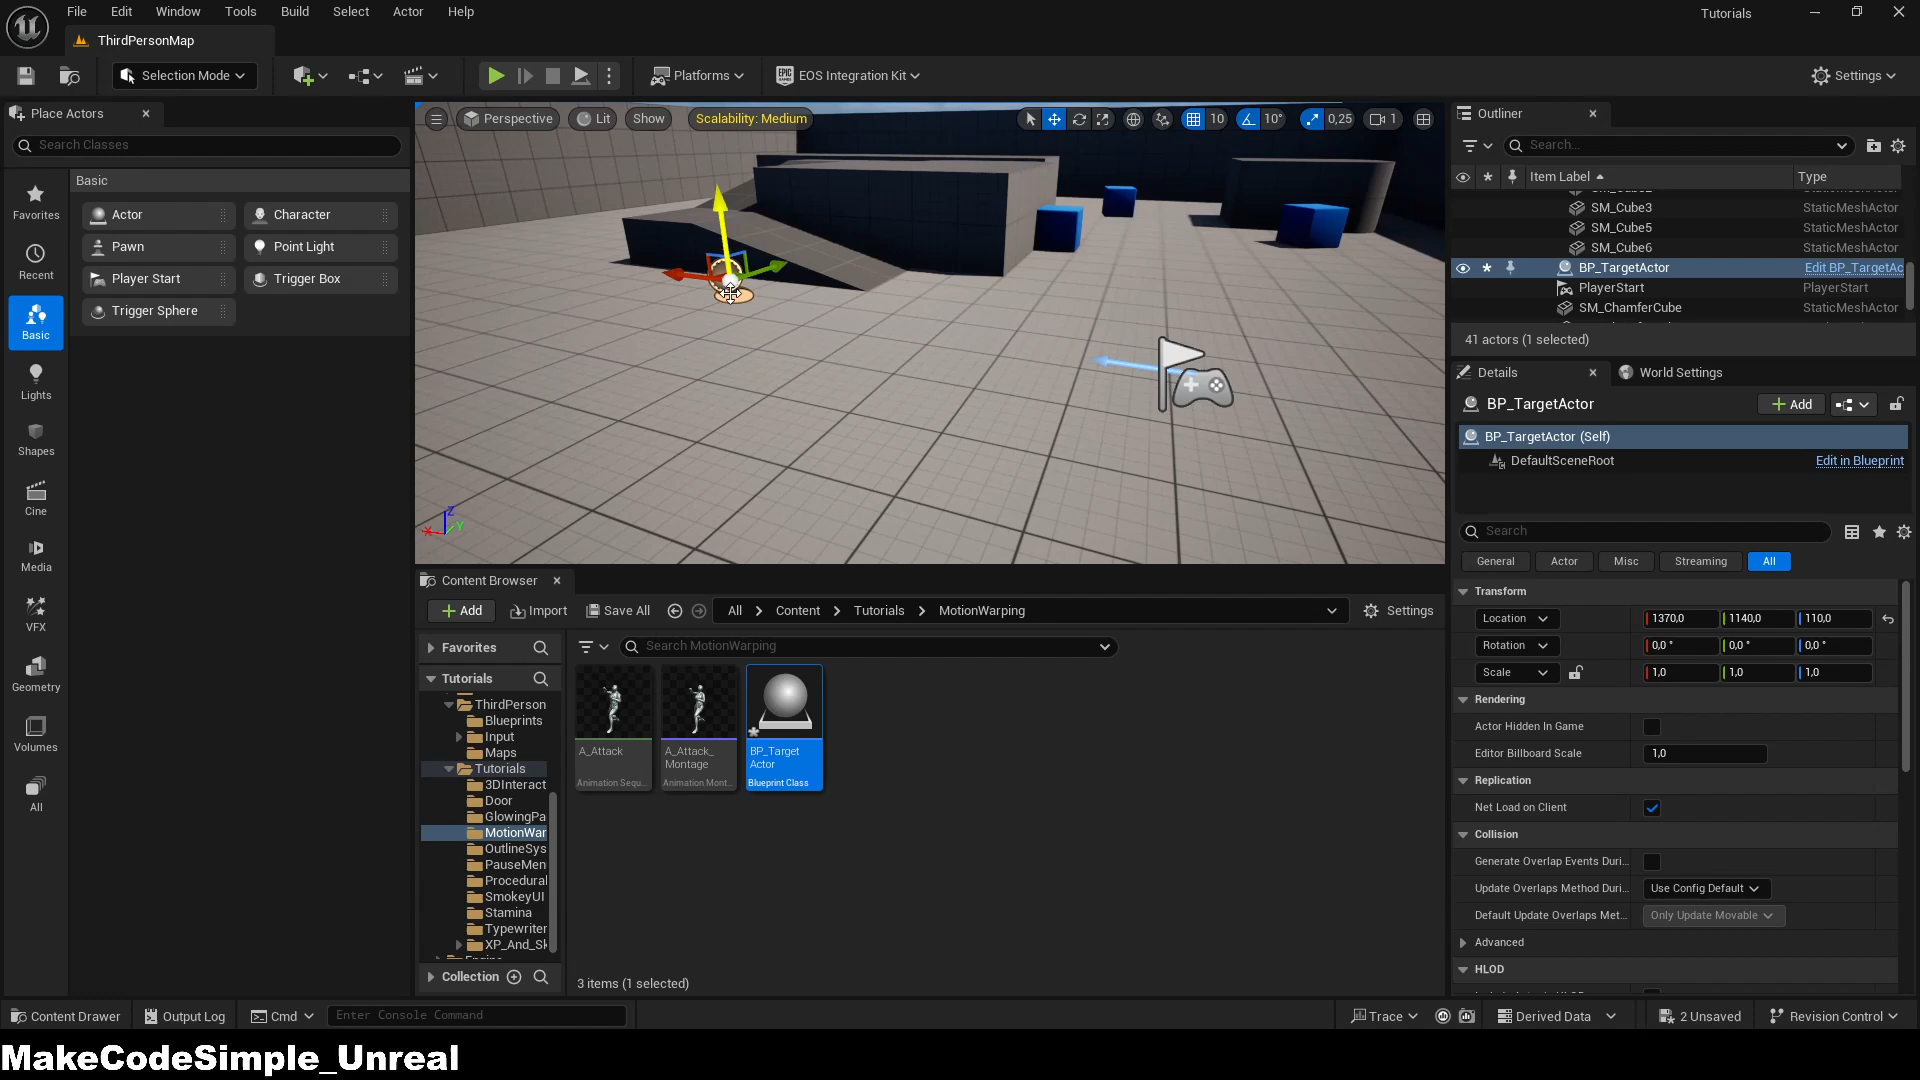 File Edit Window Tools Build Select Actor Help
Tutorials
ThirdPersonMap
Selection Mode
Platforms
EOS Integration Kit
Settings
Place Actors
Search Classes
Basic
Favorites
Recent
Basic
Lights
Shapes
Cine
Media
VFX
Geometry
Volumes
All
Actor
Character
Pawn
Point Light
Player Start
Trigger Box
Trigger Sphere
Perspective
Lit
Show
Scalability: Medium
10
10°
0,25
1
Z
X
Y
Outliner
Search...
Item Label
Type
SM_Cube3 StaticMeshActor
SM_Cube5 StaticMeshActor
SM_Cube6 StaticMeshActor
BP_TargetActor Edit BP_TargetAc
PlayerStart PlayerStart
SM_ChamferCube StaticMeshActor
41 actors (1 selected)
Details
World Settings
BP_TargetActor
Add
BP_TargetActor (Self)
DefaultSceneRoot
Edit in Blueprint
Search
General Actor Misc Streaming All
Transform
Location 1370,0 1140,0 110,0
Rotation 0,0 ° 0,0 ° 0,0 °
Scale 1,0 1,0 1,0
Rendering
Actor Hidden In Game
Editor Billboard Scale 1,0
Replication
Net Load on Client
Collision
Generate Overlap Events Duri...
Update Overlaps Method Duri... Use Config Default
Default Update Overlaps Met... Only Update Movable
Advanced
HLOD
Content Browser
Add
Import
Save All
All > Content > Tutorials > MotionWarping
Settings
Favorites
Search MotionWarping
Tutorials
ThirdPerson
Blueprints
Input
Maps
Tutorials
3DInteract
Door
GlowingPa
MotionWar
OutlineSys
PauseMen
Procedural
SmokeyUI
Stamina
Typewriter
XP_And_Sk
Collection
A_Attack
Animation Sequ...
A_Attack_
Montage
Animation Mont...
BP_Target
Actor
Blueprint Class
3 items (1 selected)
Content Drawer
Output Log
Cmd
Enter Console Command
Trace
Derived Data
2 Unsaved
Revision Control
MakeCodeSimple_Unreal